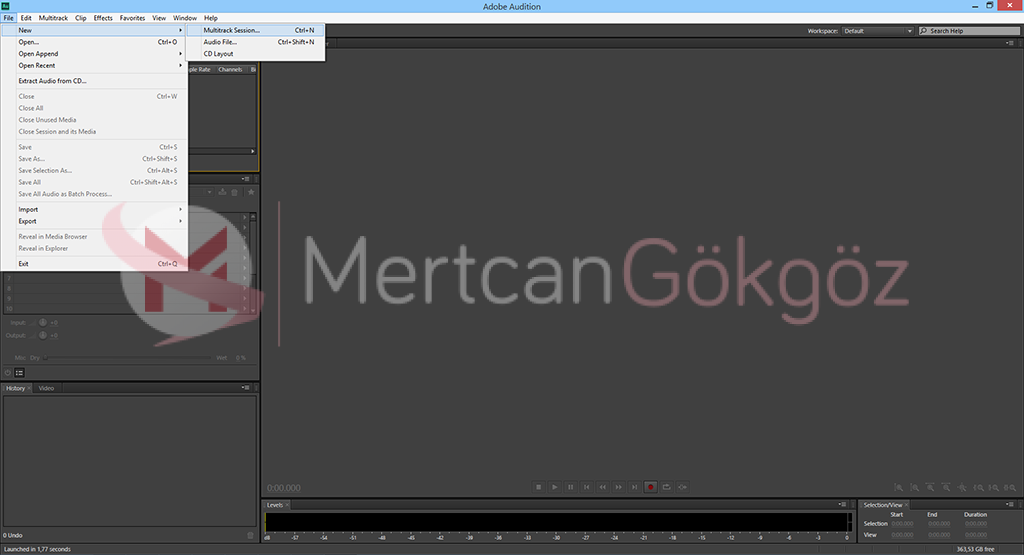 Adobe Audition
File Edit Multitrack Clip Effects Favorites View Window Help
Workspace: Default Search Help
New
Open... Ctrl+O
Open Append
Open Recent
Extract Audio from CD...
Close Ctrl+W
Close All
Close Unused Media
Close Session and its Media
Save Ctrl+S
Save As... Ctrl+Shift+S
Save Selection As... Ctrl+Alt+S
Save All Ctrl+Shift+Alt+S
Save All Audio as Batch Process...
Import
Export
Reveal in Media Browser
Reveal in Explorer
Exit Ctrl+Q
Multitrack Session... Ctrl+N
Audio File... Ctrl+Shift+N
CD Layout
Rate Channels
MertcanGökgöz
8
9
10
Input: +0
Output: +0
Mix: Dry Wet 0 %
History Video
0 Undo
0:00.000
Levels
dB -57 -54 -51 -48 -45 -42 -39 -36 -33 -30 -27 -24 -21 -18 -15 -12 -9 -6 -3 0
Selection/View
Start End Duration
Selection 0:00.000 0:00.000 0:00.000
View 0:00.000 0:00.000 0:00.000
Launched in 1,77 seconds
363,53 GB free